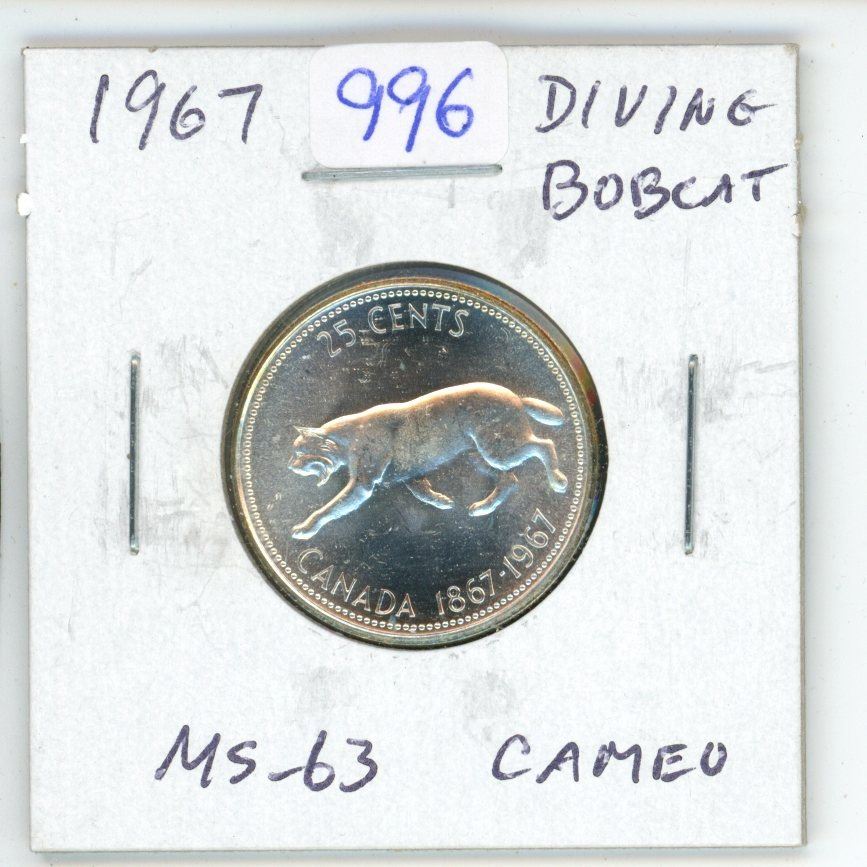 1967 996 DIVING
BOBCAT
25 CENTS
CANADA 1867-1967
MS-63 CAMEO